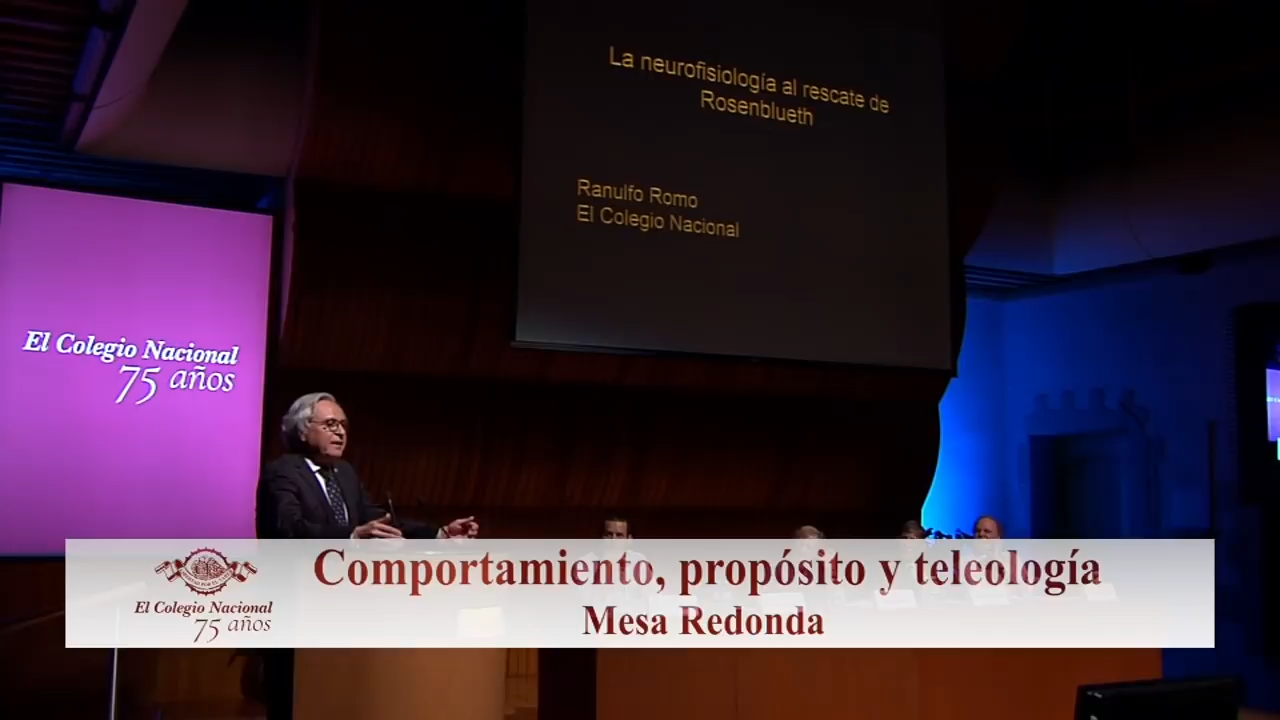 La neurofisiología al rescate de
Rosenblueth
Ranulfo Romo
El Colegio Nacional
El Colegio Nacional
75 años
Comportamiento, propósito y teleología
Mesa Redonda
El Colegio Nacional
75 años